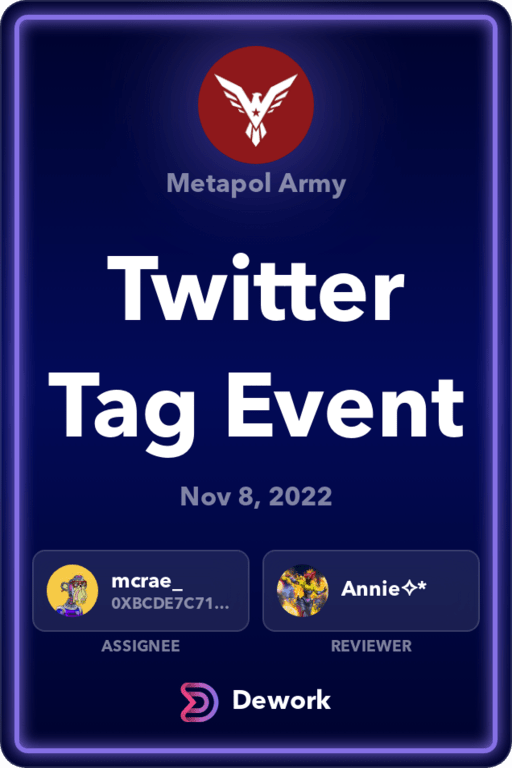 Metapol Army
Twitter
Tag Event
Nov 8, 2022
mcrae_
0XBCDE7C71...
Annie✧*
ASSIGNEE
REVIEWER
Dework